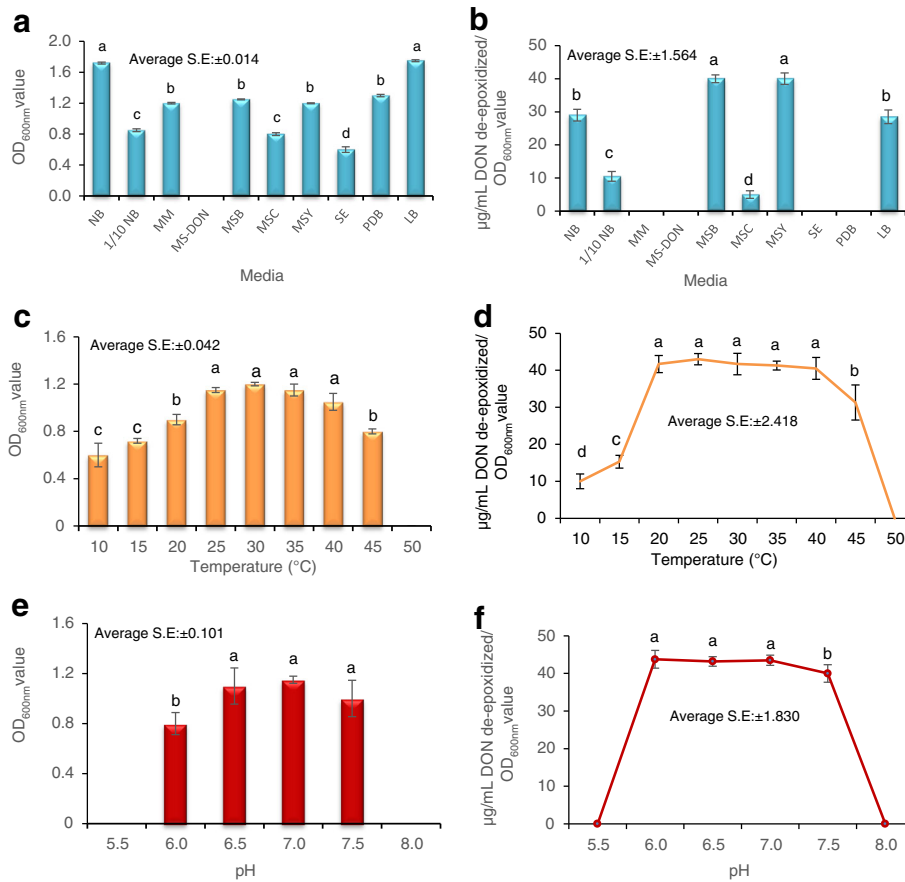 a
Average S.E:±0.014
OD600nm value
2.0
1.6
1.2
0.8
0.4
0.0
a
c
b
b
c
b
d
b
a
NB
1/10 NB
MM
MS-DON
MSB
MSC
MSY
SE
PDB
LB
Media
b
Average S.E:±1.564
µg/mL DON de-epoxidized/
OD600nm value
50
40
30
20
10
0
b
c
a
d
a
b
NB
1/10 NB
MM
MS-DON
MSB
MSC
MSY
SE
PDB
LB
Media
c
Average S.E:±0.042
OD600nm value
1.6
1.2
0.8
0.4
0
c
c
b
a
a
a
a
b
10 15 20 25 30 35 40 45 50
Temperature (°C)
d
µg/mL DON de-epoxidized/
OD600nm value
50
40
30
20
10
0
d
c
a
a
a
a
a
b
Average S.E:±2.418
10 15 20 25 30 35 40 45 50
Temperature (°C)
e
Average S.E:±0.101
OD600nm value
1.6
1.2
0.8
0.4
0
b
a
a
a
5.5 6.0 6.5 7.0 7.5 8.0
pH
f
µg/mL DON de-epoxidized/
OD600nm value
50
40
30
20
10
0
a
a
a
b
Average S.E:±1.830
5.5 6.0 6.5 7.0 7.5 8.0
pH